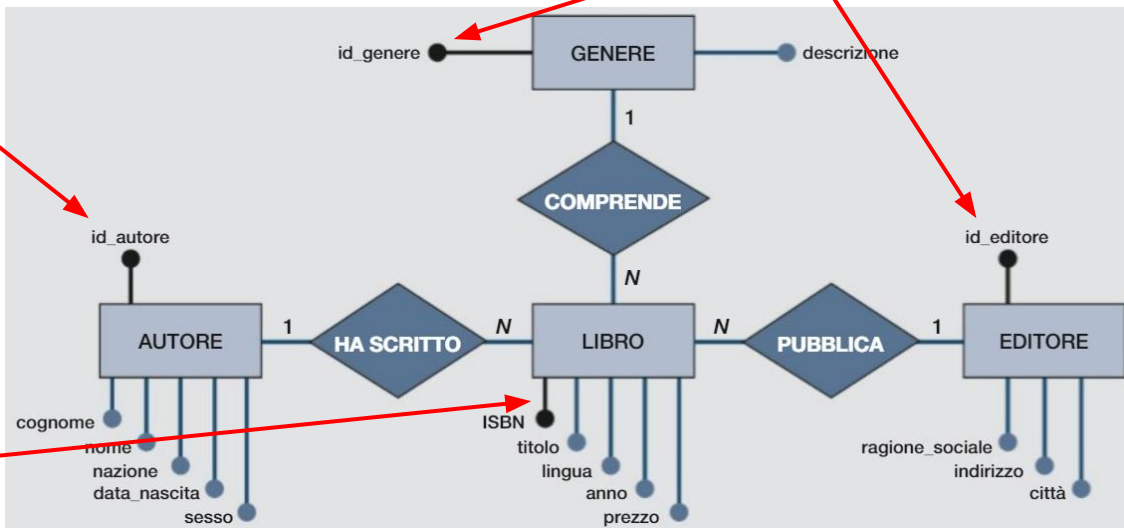 id_genere
GENERE
descrizione
1
COMPRENDE
id_autore
id_editore
N
AUTORE
1
HA SCRITTO
N
LIBRO
N
PUBBLICA
1
EDITORE
cognome
nome
nazione
data_nascita
sesso
ISBN
titolo
lingua
anno
prezzo
ragione_sociale
indirizzo
città